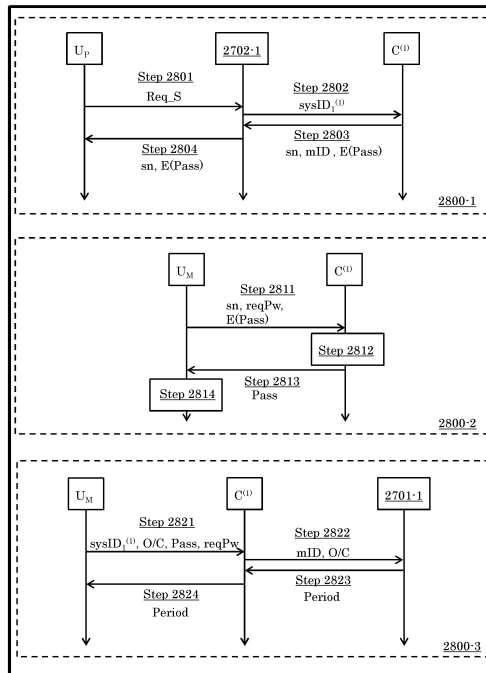 U_P 2702-1 C⁽¹⁾
Step 2801
Req_S
Step 2802
sysID₁⁽¹⁾
Step 2804
sn, E(Pass)
Step 2803
sn, mID , E(Pass)
2800-1
U_M C⁽¹⁾
Step 2811
sn, reqPw,
E(Pass)
Step 2812
Step 2813
Pass
Step 2814
2800-2
U_M C⁽¹⁾ 2701-1
Step 2821
sysID₁⁽¹⁾, O/C, Pass, reqPw
Step 2822
mID, O/C
Step 2824
Period
Step 2823
Period
2800-3